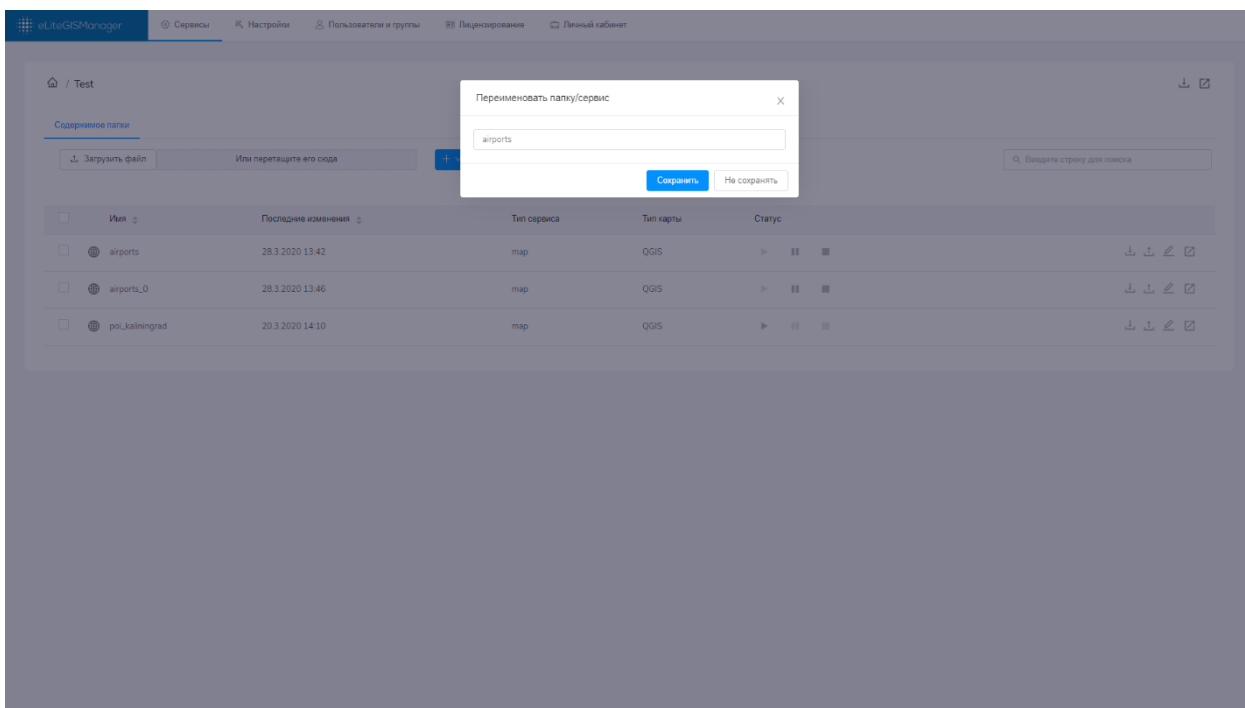 eLiteGISManager Сервисы Настройки Пользователи и группы Лицензирование Личный кабинет
/ Test
Переименовать папку/сервис
airports
Сохранить Не сохранять
Содержимое папки
Загрузить файл Или перетащите его сюда Введите строку для поиска
Имя Последние изменения Тип сервиса Тип карты Статус
airports 28.3.2020 13:42 map QGIS
airports_0 28.3.2020 13:46 map QGIS
poi_kaliningrad 20.3.2020 14:10 map QGIS